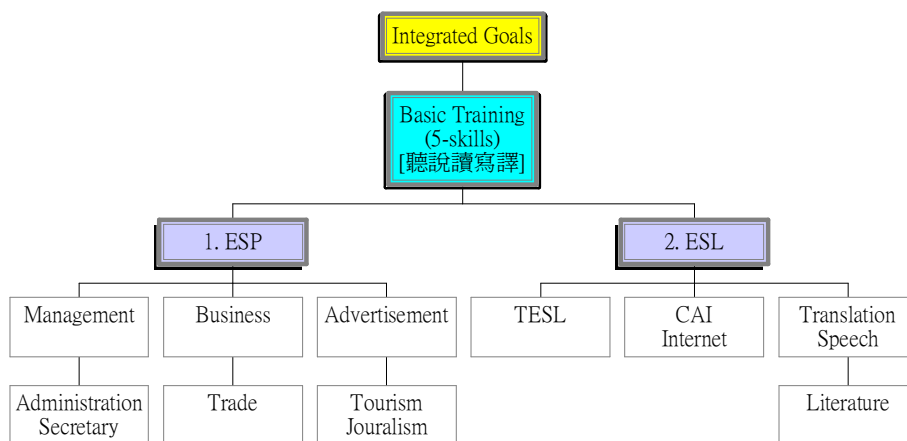 Integrated Goals
Basic Training
(5-skills)
[聽說讀寫譯]
1. ESP
2. ESL
Management
Business
Advertisement
TESL
CAI
Internet
Translation
Speech
Administration
Secretary
Trade
Tourism
Jouralism
Literature